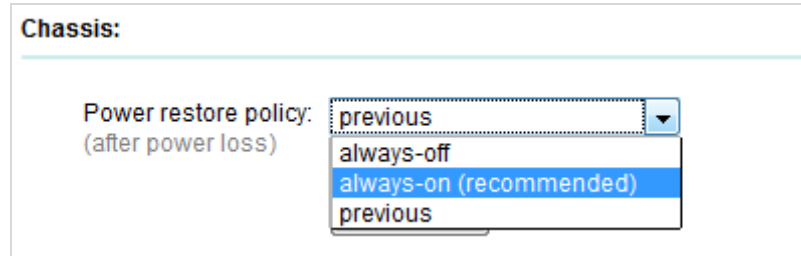 Chassis:
Power restore policy: previous
(after power loss)
always-off
always-on (recommended)
previous